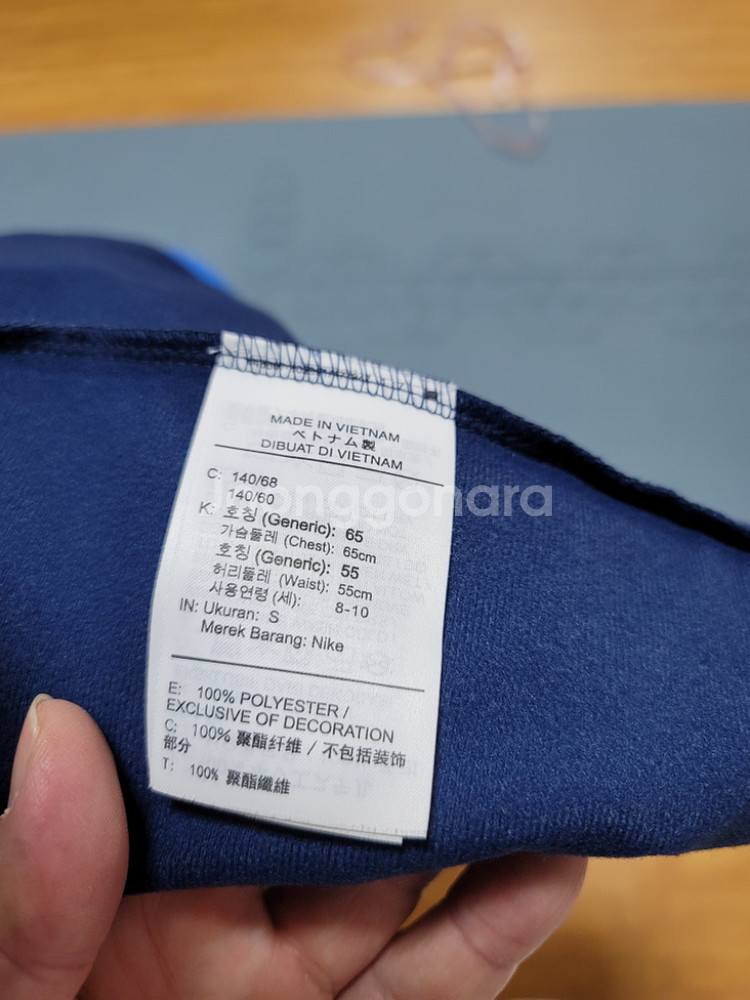 MADE IN VIETNAM
ベトナム製
DIBUAT DI VIETNAM
C: 140/68
140/60
Joonggonara
K: 호칭 (Generic): 65
가슴둘레 (Chest): 65cm
호칭 (Generic): 55
허리둘레 (Waist): 55cm
사용연령 (세): 8-10
IN: Ukuran: S
Merek Barang: Nike
E: 100% POLYESTER /
EXCLUSIVE OF DECORATION
C: 100% 聚酯纤维 / 不包括装饰
部分
T: 100% 聚酯纖維